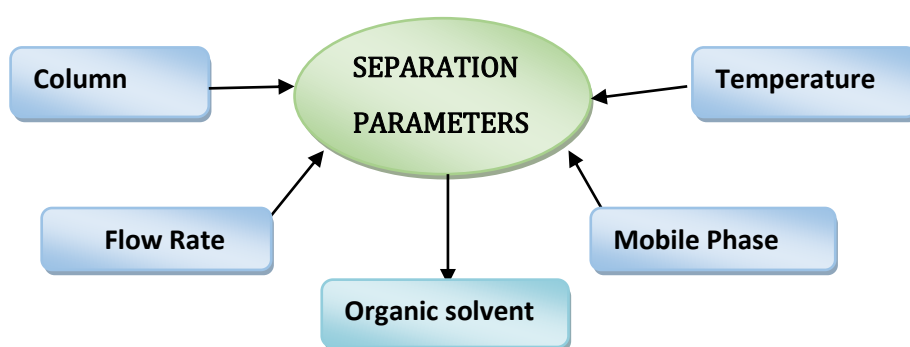 SEPARATION
PARAMETERS
Column
Temperature
Flow Rate
Mobile Phase
Organic solvent